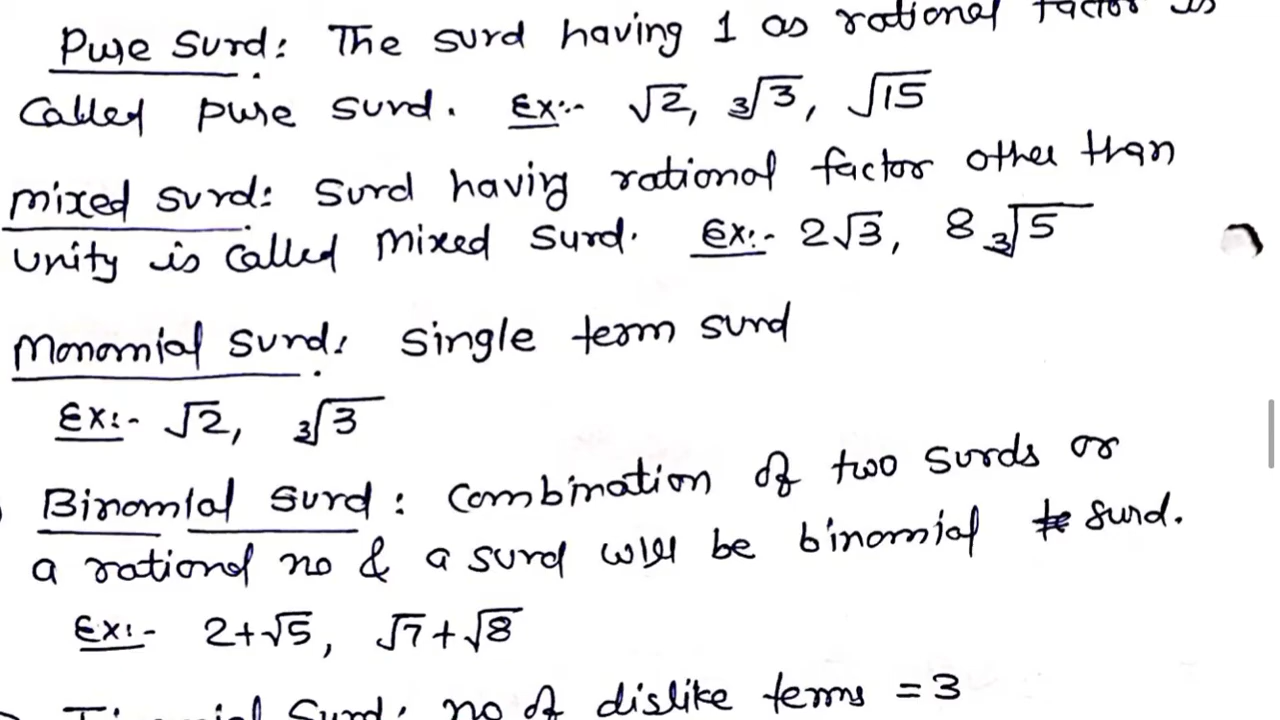 Pure Surd: The surd having 1 as rational factor is
called pure surd. Ex:- √2, ∛3, √15
mixed surd: Surd having rational factor other than
unity is called mixed surd. Ex:- 2√3, 8∛5
Monomial Surd: Single term surd
Ex:- √2, ∛3
Binomial Surd: Combination of two surds or
a rational no & a surd will be binomial surd.
Ex:- 2+√5, √7+√8
Surd: no of dislike terms = 3